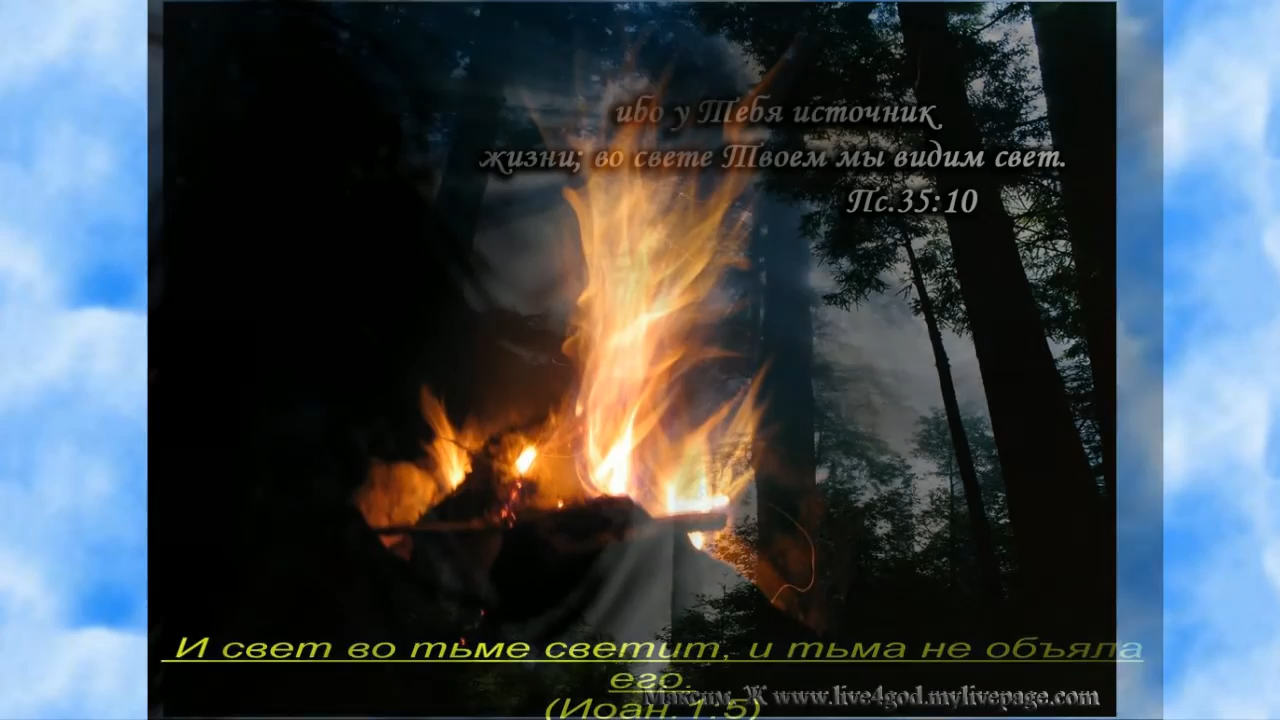 ибо у Тебя источник
жизни; во свете Твоем мы видим свет.
Пс.35:10
И свет во тьме светит, и тьма не объяла
его.
Максим Ж www.live4god.mylivepage.com
(Иоан.1:5)